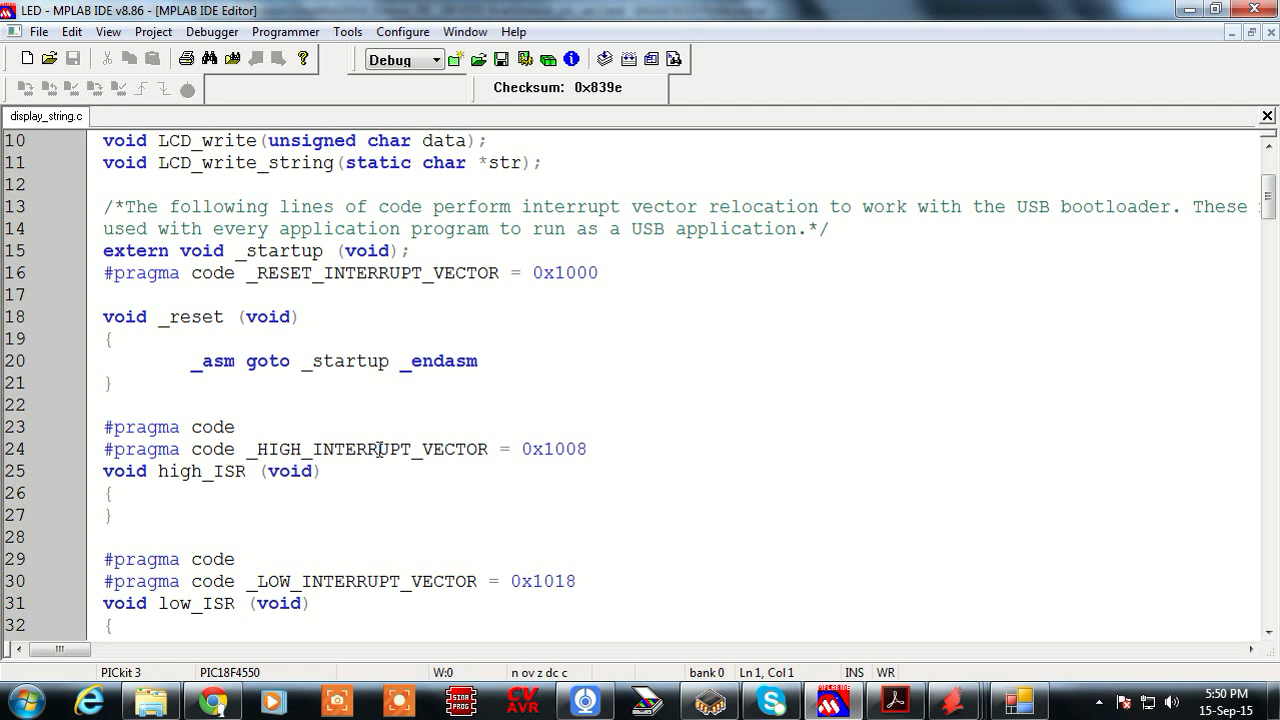 LED - MPLAB IDE v8.86 - [MPLAB IDE Editor]
File Edit View Project Debugger Programmer Tools Configure Window Help
Debug
Checksum: 0x839e
display_string.c
10 void LCD_write(unsigned char data);
11 void LCD_write_string(static char *str);
12
13 /*The following lines of code perform interrupt vector relocation to work with the USB bootloader. These
14 used with every application program to run as a USB application.*/
15 extern void _startup (void);
16 #pragma code _RESET_INTERRUPT_VECTOR = 0x1000
17
18 void _reset (void)
19 {
20 _asm goto _startup _endasm
21 }
22
23 #pragma code
24 #pragma code _HIGH_INTERRUPT_VECTOR = 0x1008
25 void high_ISR (void)
26 {
27 }
28
29 #pragma code
30 #pragma code _LOW_INTERRUPT_VECTOR = 0x1018
31 void low_ISR (void)
32 {
PICkit 3 PIC18F4550 W:0 n ov z dc c bank 0 Ln 1, Col 1 INS WR
SINA PROG CV AVR MPLAB IDE 5:50 PM
15-Sep-15